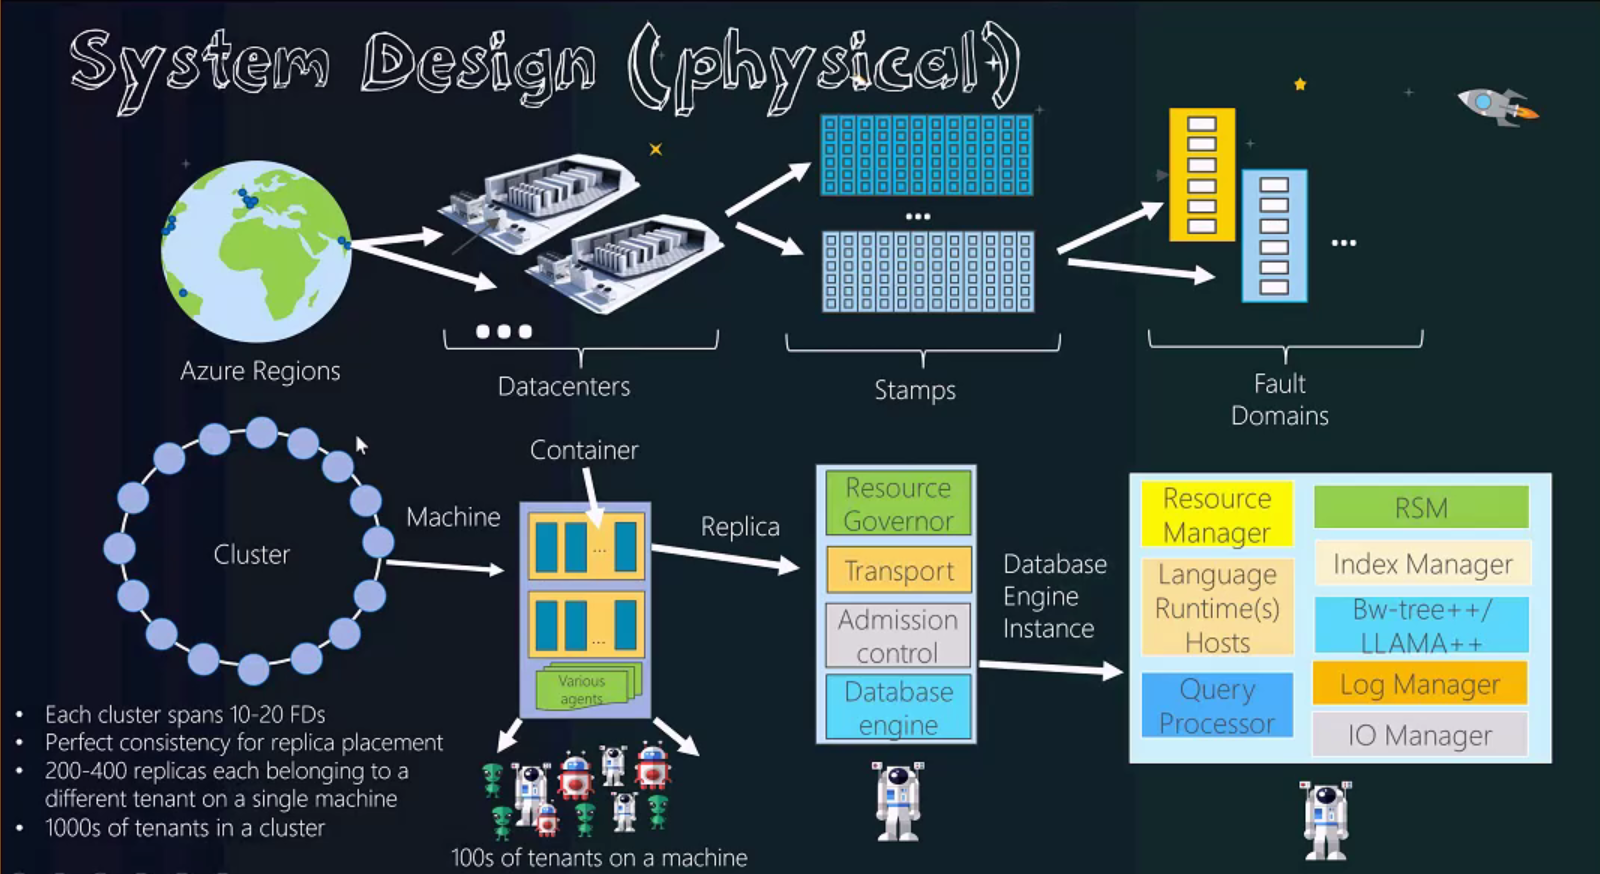 System Design (physical)
Azure Regions
Datacenters
Stamps
Fault
Domains
Cluster
Machine
Container
...
...
Various
agents
Replica
Resource
Governor
Transport
Admission
control
Database
engine
Database
Engine
Instance
Resource
Manager
Language
Runtime(s)
Hosts
Query
Processor
RSM
Index Manager
Bw-tree++/
LLAMA++
Log Manager
IO Manager
• Each cluster spans 10-20 FDs
• Perfect consistency for replica placement
• 200-400 replicas each belonging to a
different tenant on a single machine
• 1000s of tenants in a cluster
100s of tenants on a machine